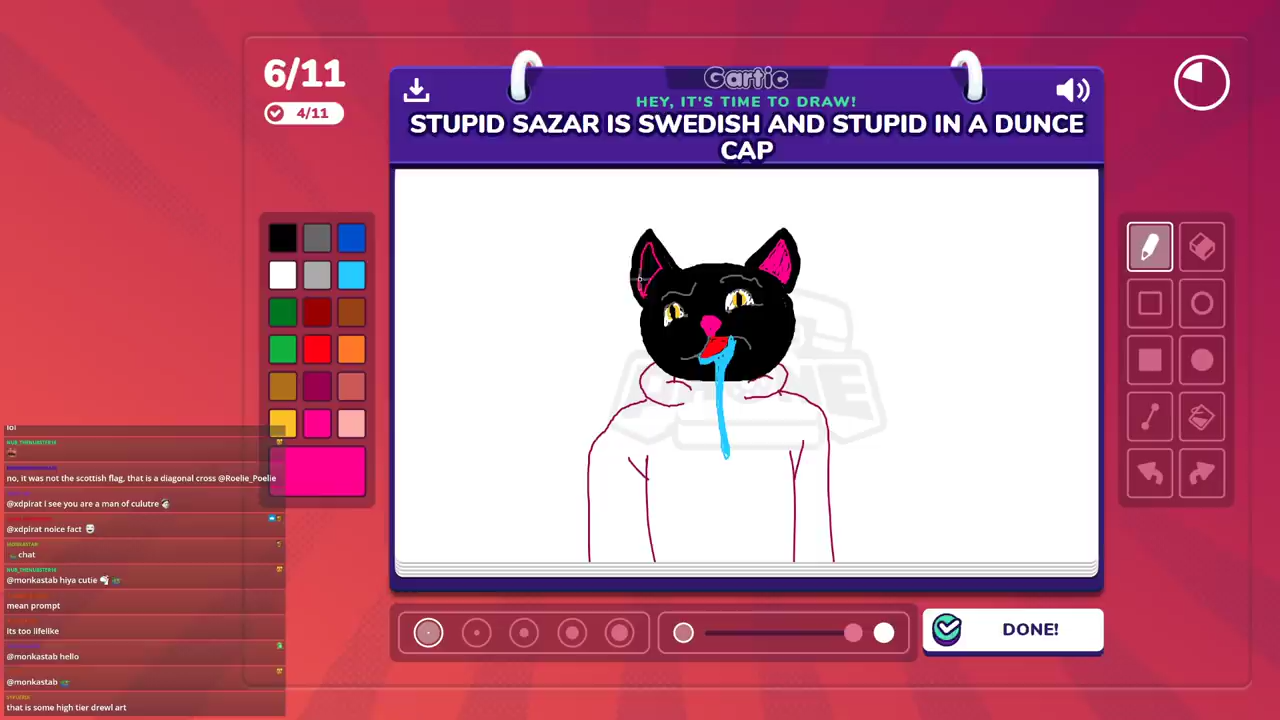 6/11
4/11
Gartic
HEY, IT'S TIME TO DRAW!
STUPID SAZAR IS SWEDISH AND STUPID IN A DUNCE
CAP
lol
no, it was not the scottish flag, that is a diagonal cross @Roelie_Poelie
@xdpirat i see you are a man of culutre
@xdpirat noice fact
chat
@monkastab hiya cutie
mean prompt
its too lifelike
@monkastab hello
@monkastab
that is some high tier drewl art
DONE!